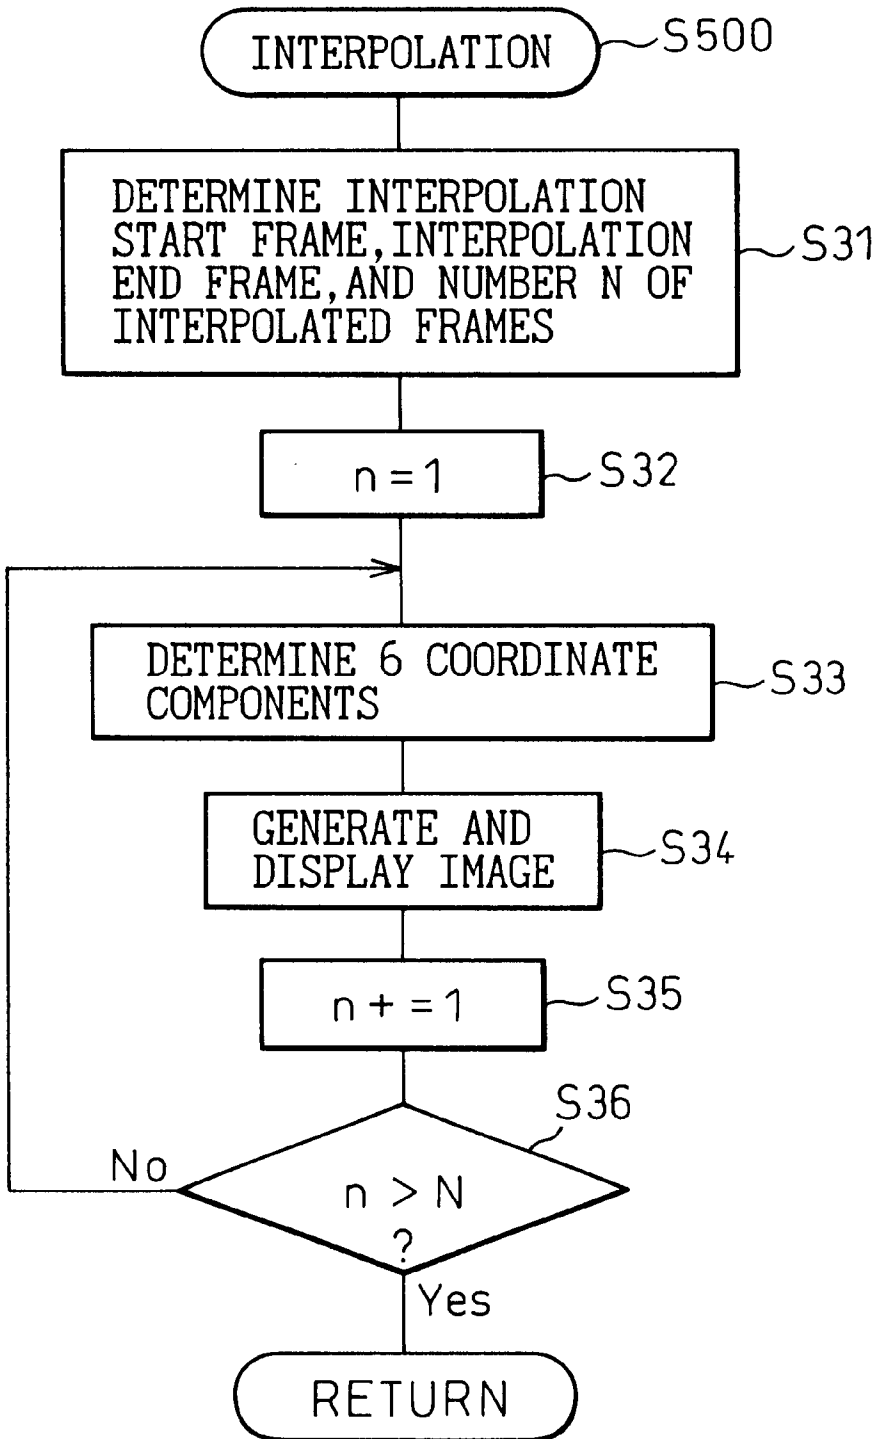 INTERPOLATION
S500
DETERMINE INTERPOLATION
START FRAME, INTERPOLATION
END FRAME, AND NUMBER N OF
INTERPOLATED FRAMES
S31
n = 1
S32
DETERMINE 6 COORDINATE
COMPONENTS
S33
GENERATE AND
DISPLAY IMAGE
S34
n + = 1
S35
S36
No
n > N
?
Yes
RETURN